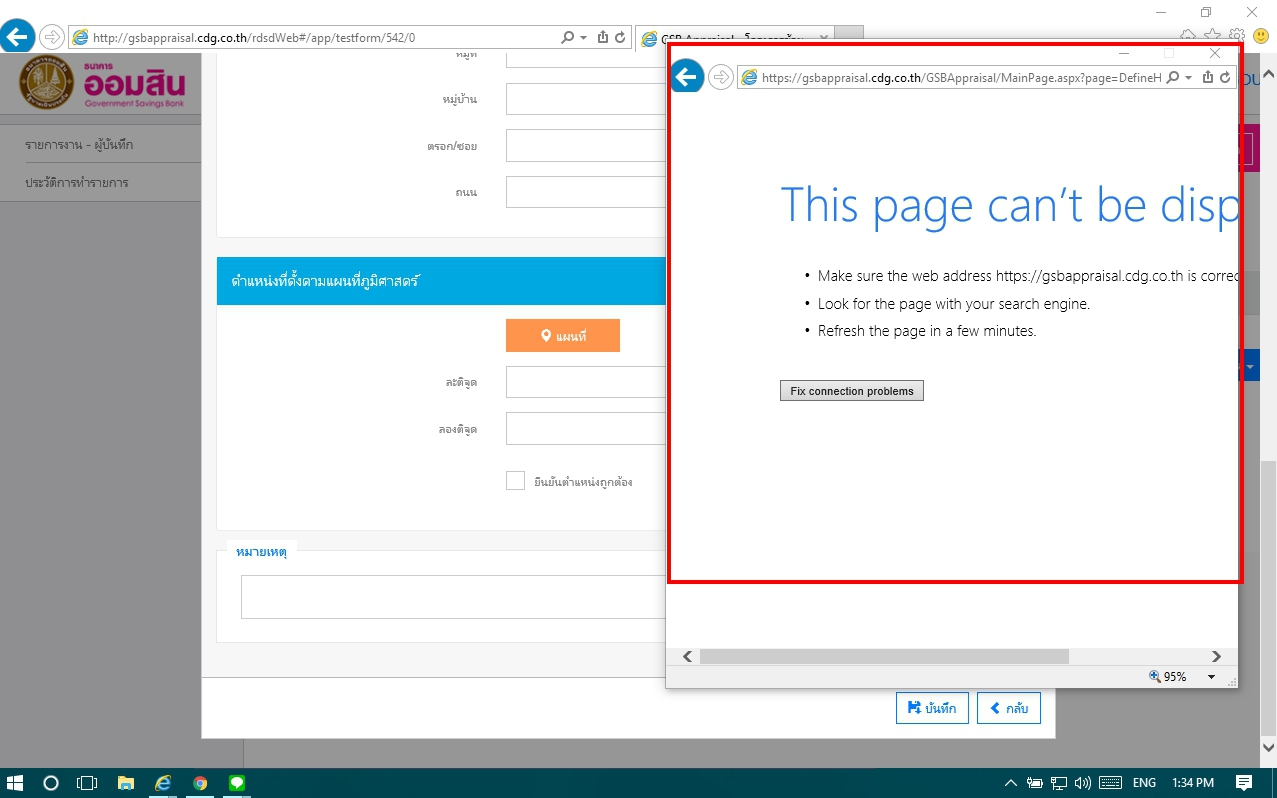 http://gsbappraisal.cdg.co.th/rdsdWeb#/app/testform/542/0
ธนาคาร
ออมสิน
Government Savings Bank
รายการงาน - ผู้บันทึก
ประวัติการทำรายการ
หมู่ที่
หมู่บ้าน
ตรอก/ซอย
ถนน
ตำแหน่งที่ตั้งตามแผนที่ภูมิศาสตร์
แผนที่
ละติจูด
ลองติจูด
ยืนยันตำแหน่งถูกต้อง
หมายเหตุ
บันทึก
กลับ
https://gsbappraisal.cdg.co.th/GSBAppraisal/MainPage.aspx?page=DefineH
This page can’t be disp
• Make sure the web address https://gsbappraisal.cdg.co.th is correc
• Look for the page with your search engine.
• Refresh the page in a few minutes.
Fix connection problems
95%
ENG
1:34 PM